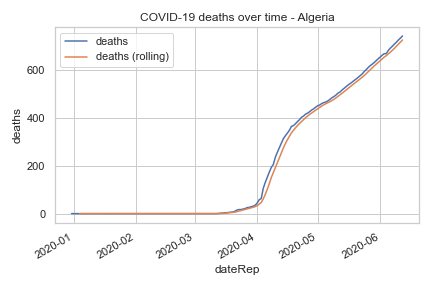 COVID-19 deaths over time - Algeria
deaths
deaths (rolling)
600
400
200
0
deaths
2020-01
2020-02
2020-03
2020-04
2020-05
2020-06
dateRep